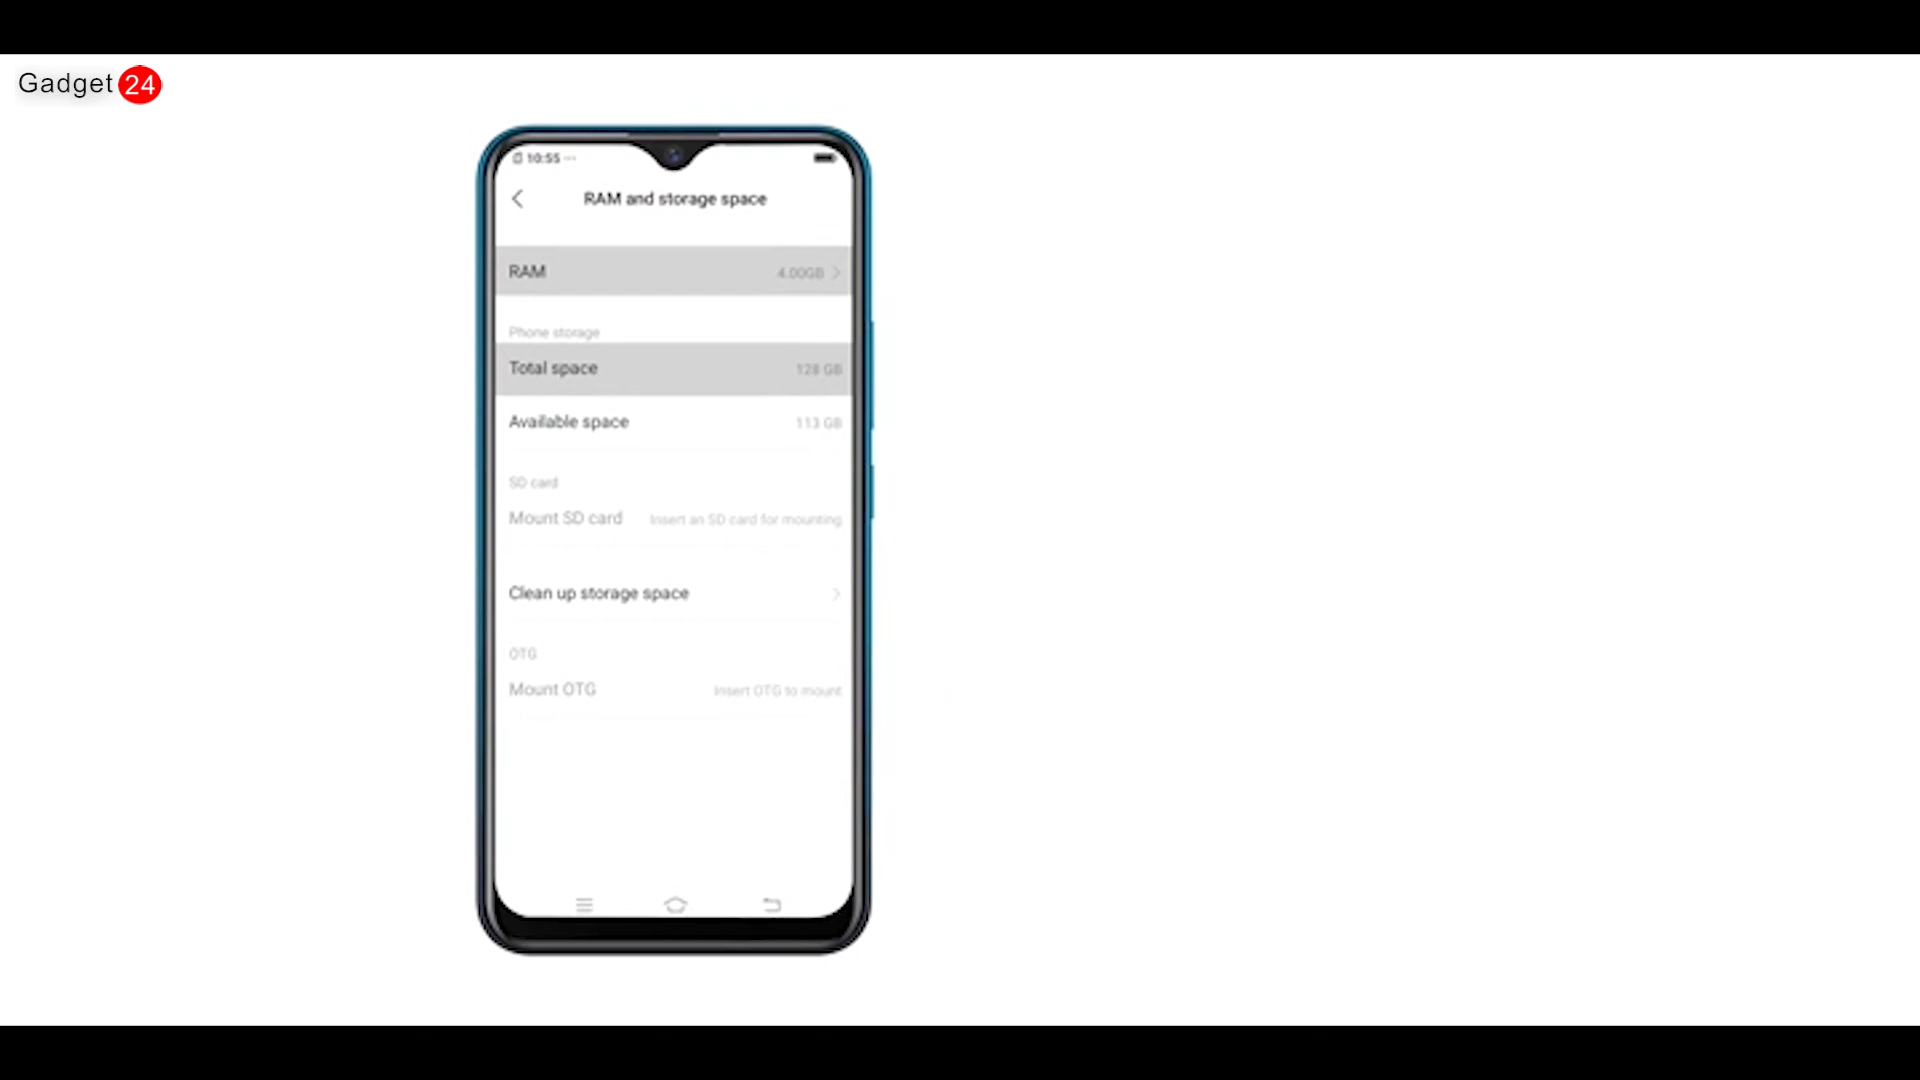 Gadget 24
10:55 ...
RAM and storage space
RAM 4.00GB
Phone storage
Total space 128 GB
Available space 113 GB
SD card
Mount SD card Insert an SD card for mounting
Clean up storage space
OTG
Mount OTG Insert OTG to mount